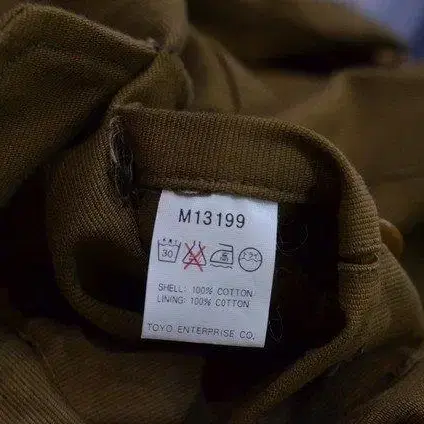 M13199
30
SHELL: 100% COTTON
LINING: 100% COTTON
TOYO ENTERPRISE CO.